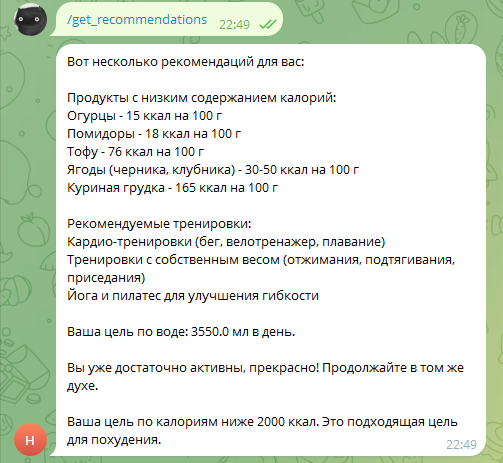 /get_recommendations 22:49
Вот несколько рекомендаций для вас:
Продукты с низким содержанием калорий:
Огурцы - 15 ккал на 100 г
Помидоры - 18 ккал на 100 г
Тофу - 76 ккал на 100 г
Ягоды (черника, клубника) - 30-50 ккал на 100 г
Куриная грудка - 165 ккал на 100 г
Рекомендуемые тренировки:
Кардио-тренировки (бег, велотренажер, плавание)
Тренировки с собственным весом (отжимания, подтягивания,
приседания)
Йога и пилатес для улучшения гибкости
Ваша цель по воде: 3550.0 мл в день.
Вы уже достаточно активны, прекрасно! Продолжайте в том же
духе.
Ваша цель по калориям ниже 2000 ккал. Это подходящая цель
для похудения.
Н
22:49